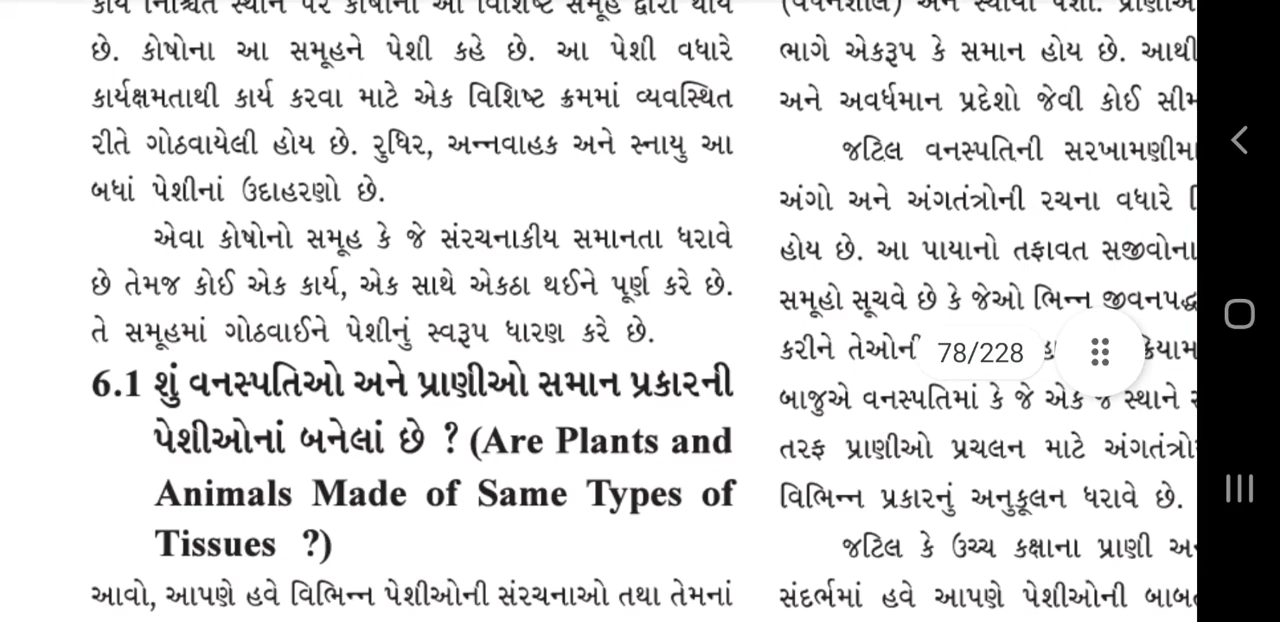 છે. કોષોના આ સમૂહને પેશી કહે છે. આ પેશી વધારે
કાર્યક્ષમતાથી કાર્ય કરવા માટે એક વિશિષ્ટ ક્રમમાં વ્યવસ્થિત
રીતે ગોઠવાયેલી હોય છે. રુધિર, અન્નવાહક અને સ્નાયુ આ
બધાં પેશીનાં ઉદાહરણો છે.
એવા કોષોનો સમૂહ કે જે સંરચનાકીય સમાનતા ધરાવે
છે તેમજ કોઈ એક કાર્ય, એક સાથે એકઠા થઈને પૂર્ણ કરે છે.
તે સમૂહમાં ગોઠવાઈને પેશીનું સ્વરૂપ ધારણ કરે છે.
6.1 શું વનસ્પતિઓ અને પ્રાણીઓ સમાન પ્રકારની
પેશીઓનાં બનેલાં છે ? (Are Plants and
Animals Made of Same Types of
Tissues ?)
આવો, આપણે હવે વિભિન્ન પેશીઓની સંરચનાઓ તથા તેમનાં
ભાગે એકરૂપ કે સમાન હોય છે. આથી
અને અવર્ધમાન પ્રદેશો જેવી કોઈ
જટિલ વનસ્પતિની
અંગો અને અંગતંત્રોની રચના વધારે
હોય છે. આ પાયાનો તફાવત સજીવોના
સમૂહો સૂચવે છે કે જેઓ ભિન્ન
કરીને
78/228
બાજુએ વનસ્પતિમાં કે જે એક જ સ્થાને
તરફ પ્રાણીઓ પ્રચલન માટે
વિભિન્ન પ્રકારનું અનુકૂલન ધરાવે છે.
જટિલ કે ઉચ્ચ કક્ષાના પ્રાણી
સંદર્ભમાં હવે આપણે પેશીઓની